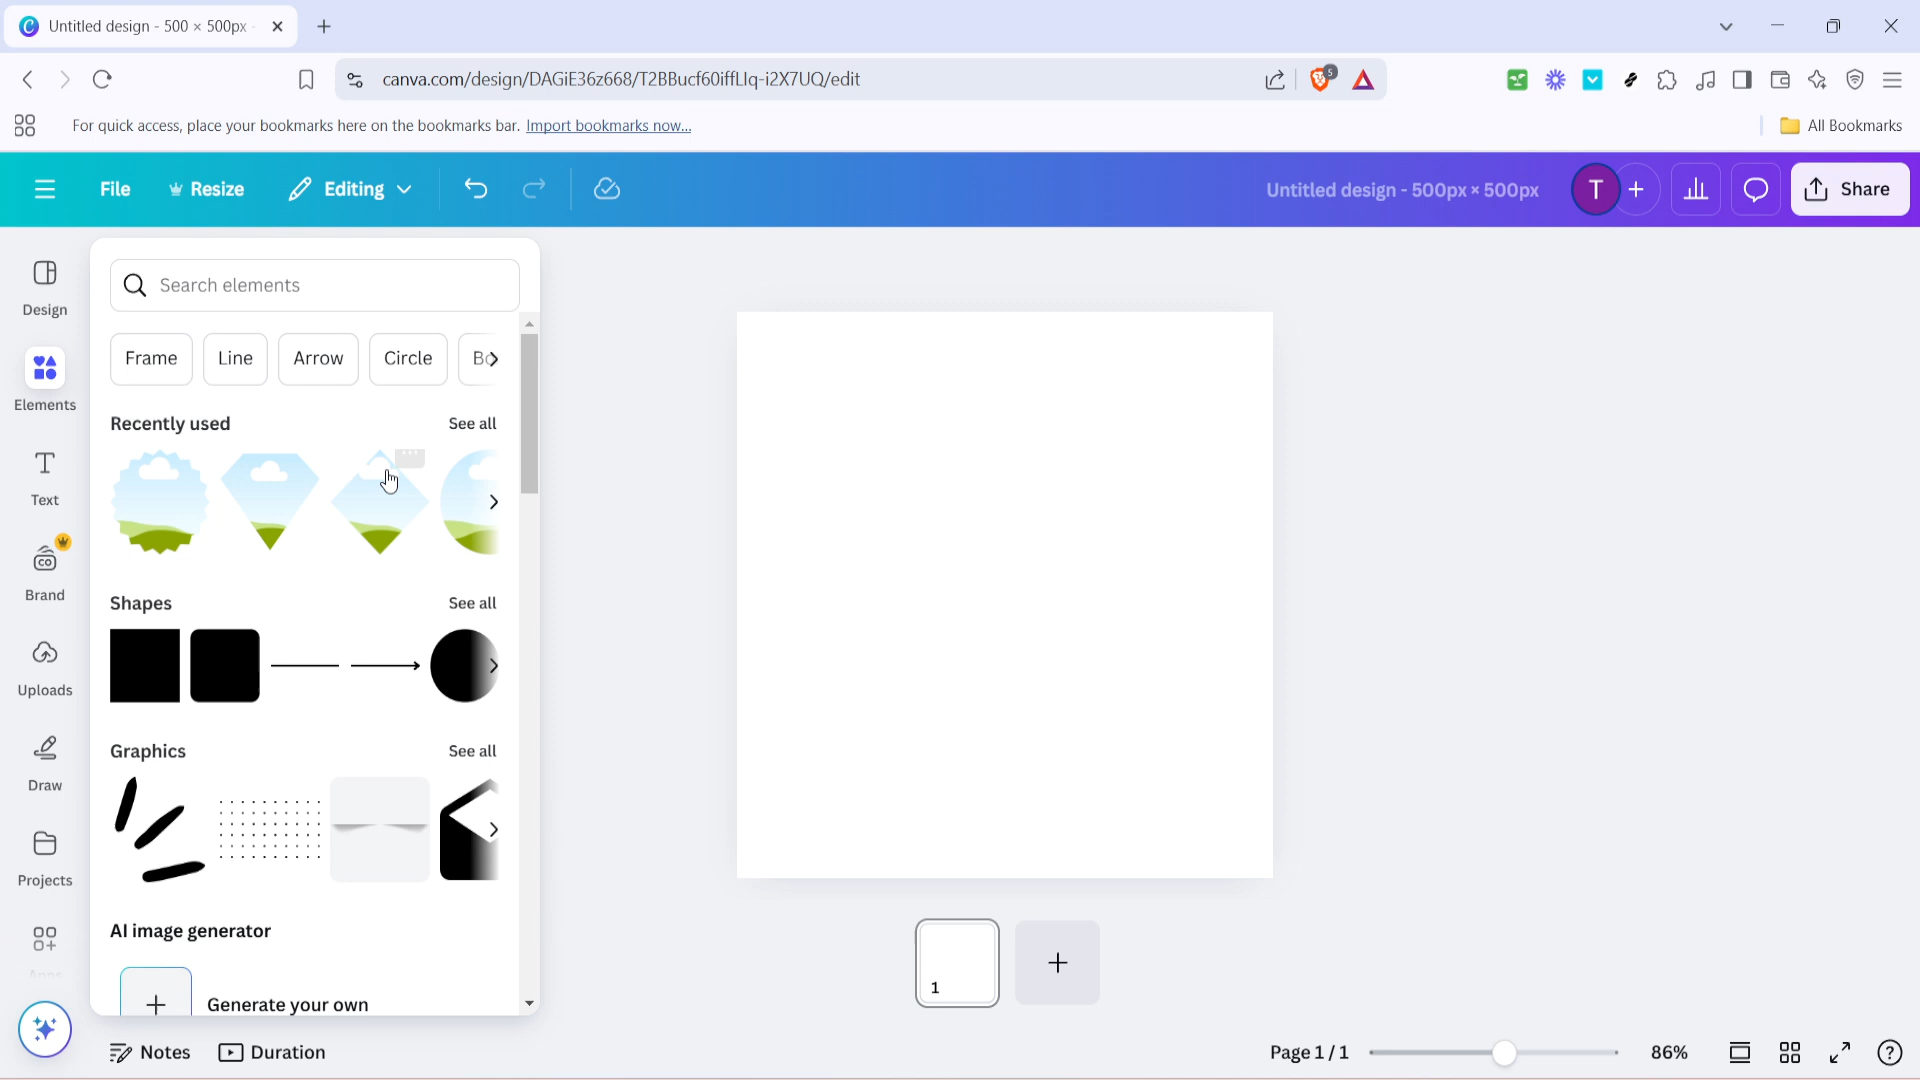 Untitled design - 500 × 500px -
canva.com/design/DAGiE36z668/T2BBucf60iffLIq-i2X7UQ/edit
5
For quick access, place your bookmarks here on the bookmarks bar. Import bookmarks now...
All Bookmarks
File
Resize
Editing
Untitled design - 500px × 500px
T
Share
Design
Elements
Text
Brand
Uploads
Draw
Projects
Apps
Search elements
Frame
Line
Arrow
Circle
Recently used
See all
Shapes
See all
Graphics
See all
AI image generator
Generate your own
1
Notes
Duration
Page 1 / 1
86%